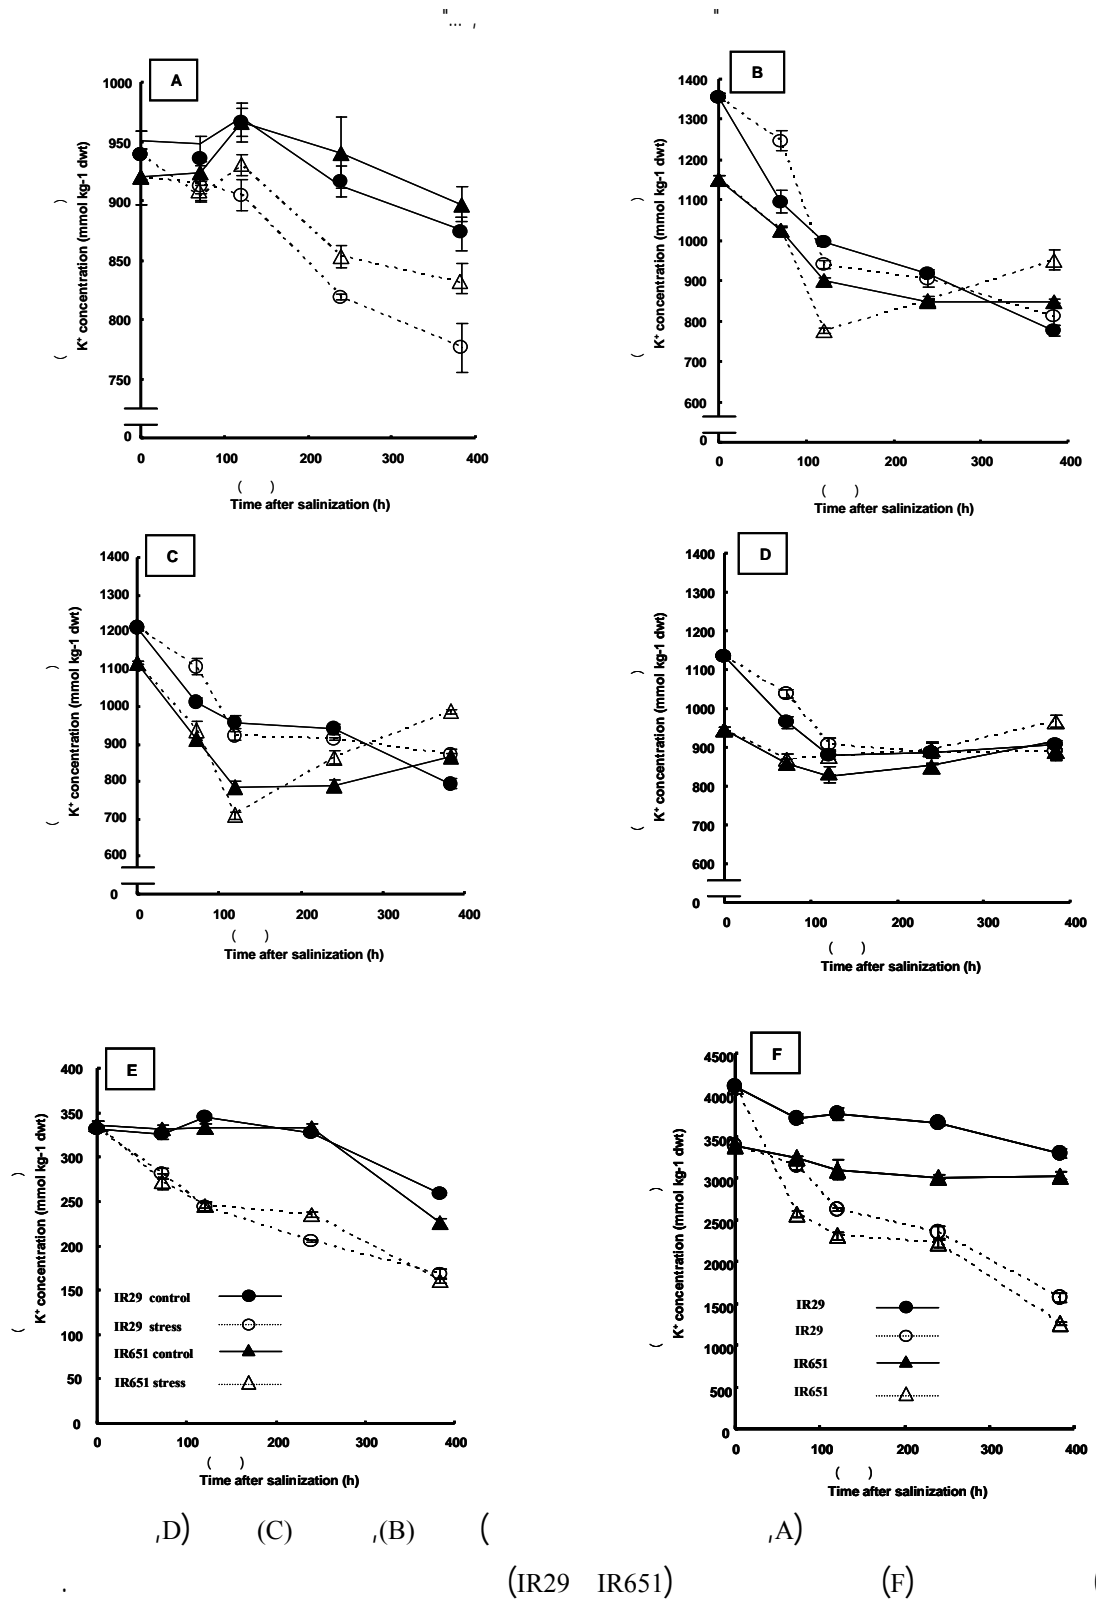 "... , "
A
1000
950
900
850
800
750
0
K⁺ concentration (mmol kg-1 dwt)
( )
0 100 200 300 400
( )
Time after salinization (h)
B
1400
1300
1200
1100
1000
900
800
700
600
0
K⁺ concentration (mmol kg-1 dwt)
( )
0 100 200 300 400
( )
Time after salinization (h)
C
1400
1300
1200
1100
1000
900
800
700
600
0
K⁺ concentration (mmol kg-1 dwt)
( )
0 100 200 300 400
( )
Time after salinization (h)
D
1400
1300
1200
1100
1000
900
800
700
600
0
K⁺ concentration (mmol kg-1 dwt)
( )
0 100 200 300 400
( )
Time after salinization (h)
E
400
350
300
250
200
150
100
50
0
K⁺ concentration (mmol kg-1 dwt)
( )
IR29 control
IR29 stress
IR651 control
IR651 stress
0 100 200 300 400
( )
Time after salinization (h)
F
4500
4000
3500
3000
2500
2000
1500
1000
500
0
K⁺ concentration (mmol kg-1 dwt)
( )
IR29
IR29
IR651
IR651
0 100 200 300 400
( )
Time after salinization (h)
,D) (C) ,(B) ( ,A)
. (IR29 IR651) (F) (